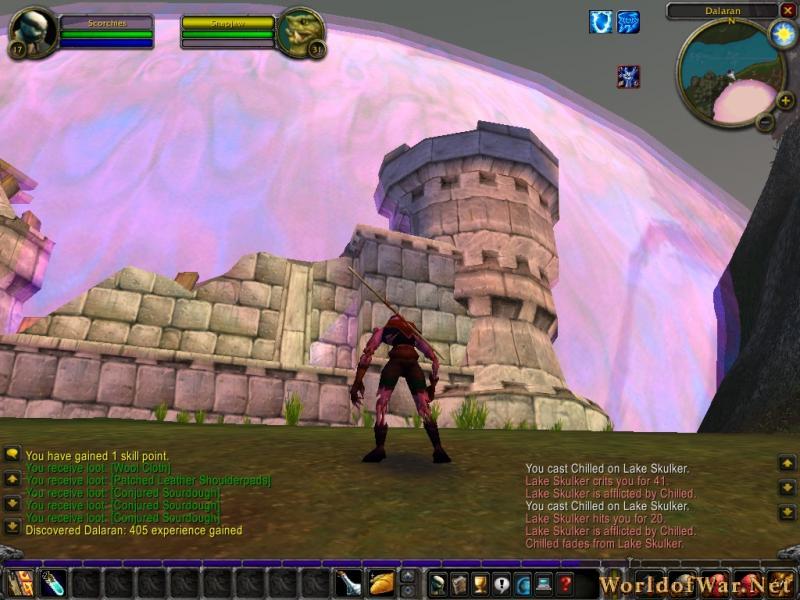 Scorchies
Snapjaw
Dalaran
N
17
31
You have gained 1 skill point.
You receive loot: [Wool Cloth]
You receive loot: [Patched Leather Shoulderpads]
You receive loot: [Conjured Sourdough]
You receive loot: [Conjured Sourdough]
You receive loot: [Conjured Sourdough]
Discovered Dalaran: 405 experience gained
You cast Chilled on Lake Skulker.
Lake Skulker crits you for 41.
Lake Skulker is afflicted by Chilled.
You cast Chilled on Lake Skulker.
Lake Skulker hits you for 20.
Lake Skulker is afflicted by Chilled.
Chilled fades from Lake Skulker.
WorldofWar.Net